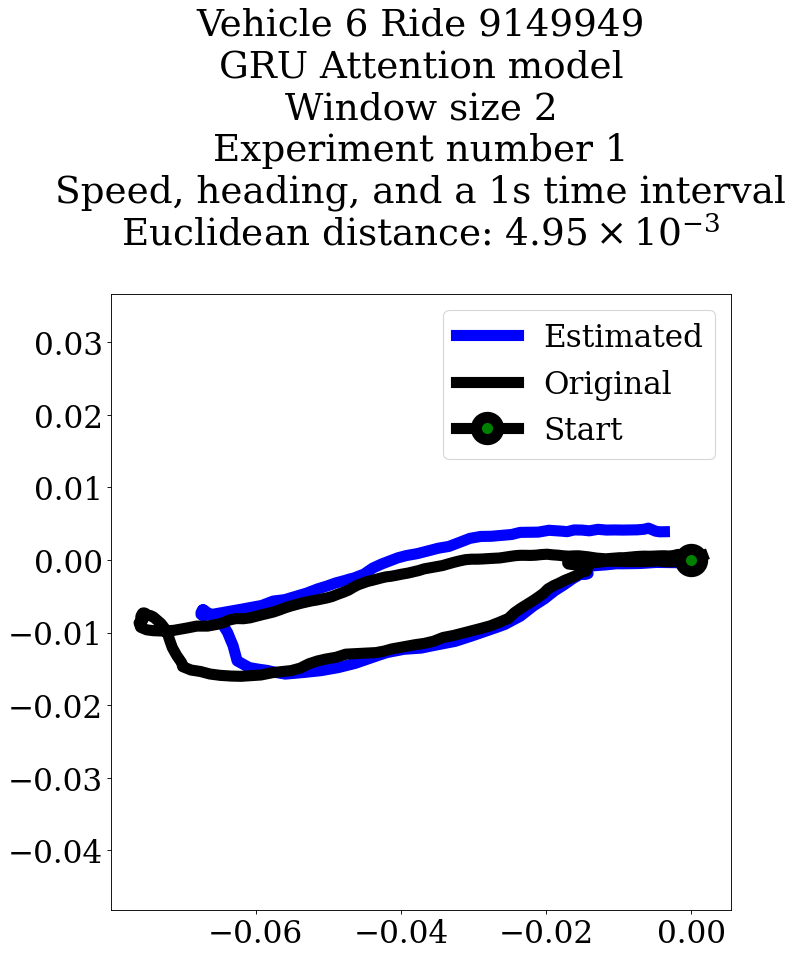 Vehicle 6 Ride 9149949
GRU Attention model
Window size 2
Experiment number 1
Speed, heading, and a 1s time interval
Euclidean distance: 4.95 × 10⁻³
Estimated
Original
Start
0.03
0.02
0.01
0.00
−0.01
−0.02
−0.03
−0.04
−0.06 −0.04 −0.02 0.00